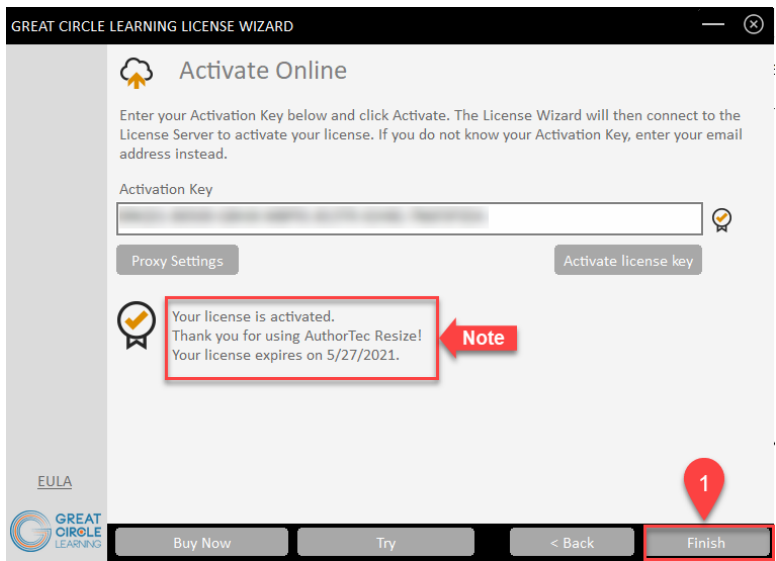 GREAT CIRCLE LEARNING LICENSE WIZARD
Activate Online
Enter your Activation Key below and click Activate. The License Wizard will then connect to the
License Server to activate your license. If you do not know your Activation Key, enter your email
address instead.
Activation Key
Proxy Settings
Activate license key
Your license is activated.
Thank you for using AuthorTec Resize!
Your license expires on 5/27/2021.
Note
EULA
1
GREAT
CIRCLE
LEARNING
Buy Now
Try
< Back
Finish